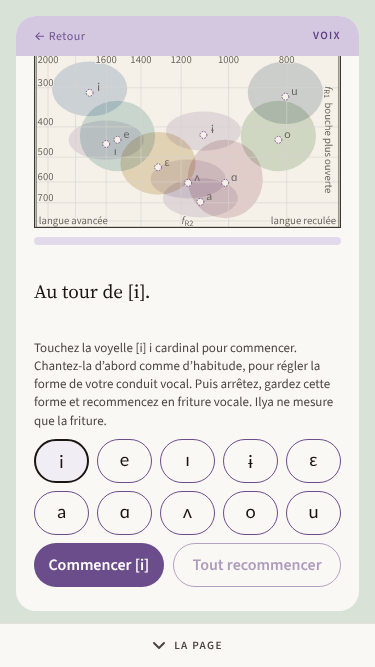 ← Retour
VOIX
2000 1600 1400 1200 1000 800
300
400
500
600
700
i
u
e
ɪ
ɨ
o
ɛ
ʌ
ɑ
a
fR1 bouche plus ouverte
langue avancée
fR2
langue reculée
Au tour de [i].
Touchez la voyelle [i] i cardinal pour commencer.
Chantez-la d’abord comme d’habitude, pour régler la
forme de votre conduit vocal. Puis arrêtez, gardez cette
forme et recommencez en friture vocale. Ilya ne mesure
que la friture.
i e ɪ ɨ ɛ
a ɑ ʌ o u
Commencer [i]
Tout recommencer
LA PAGE